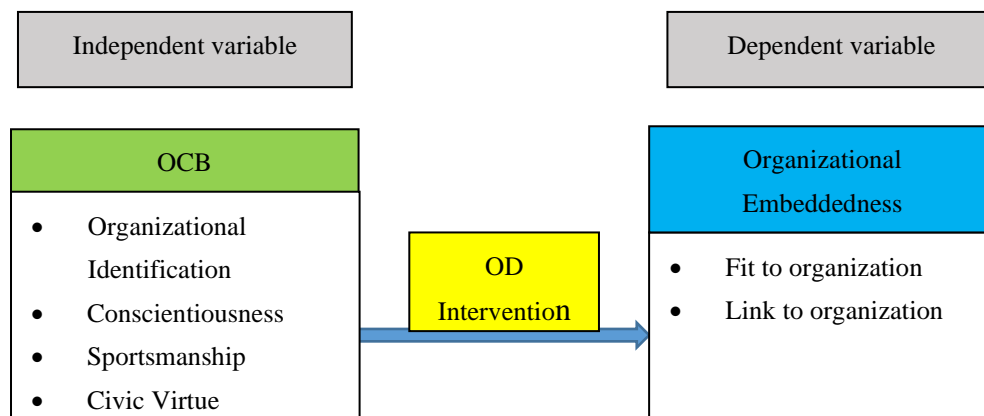 Independent variable
Dependent variable
OCB
• Organizational
Identification
• Conscientiousness
• Sportsmanship
• Civic Virtue
OD
Intervention
Organizational
Embeddedness
• Fit to organization
• Link to organization